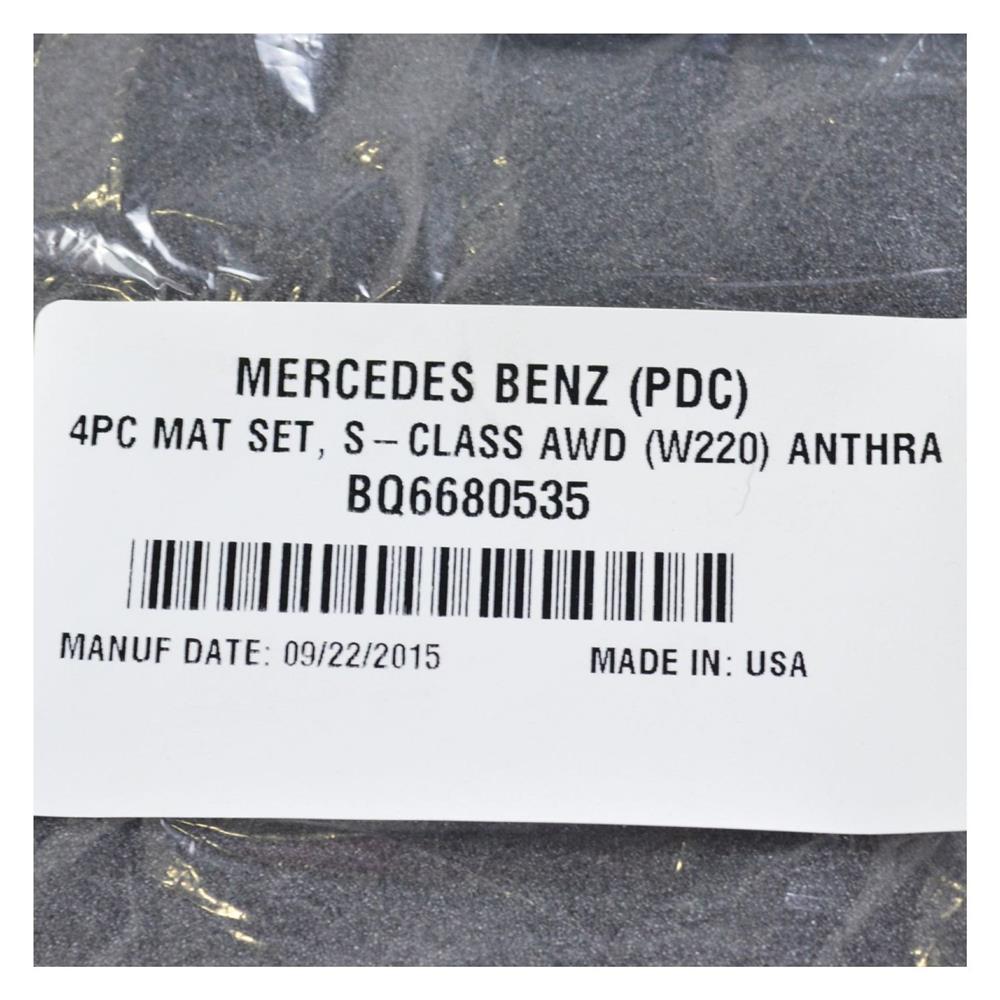 MERCEDES BENZ (PDC)
4PC MAT SET, S-CLASS AWD (W220) ANTHRA
BQ6680535
MANUF DATE: 09/22/2015 MADE IN: USA